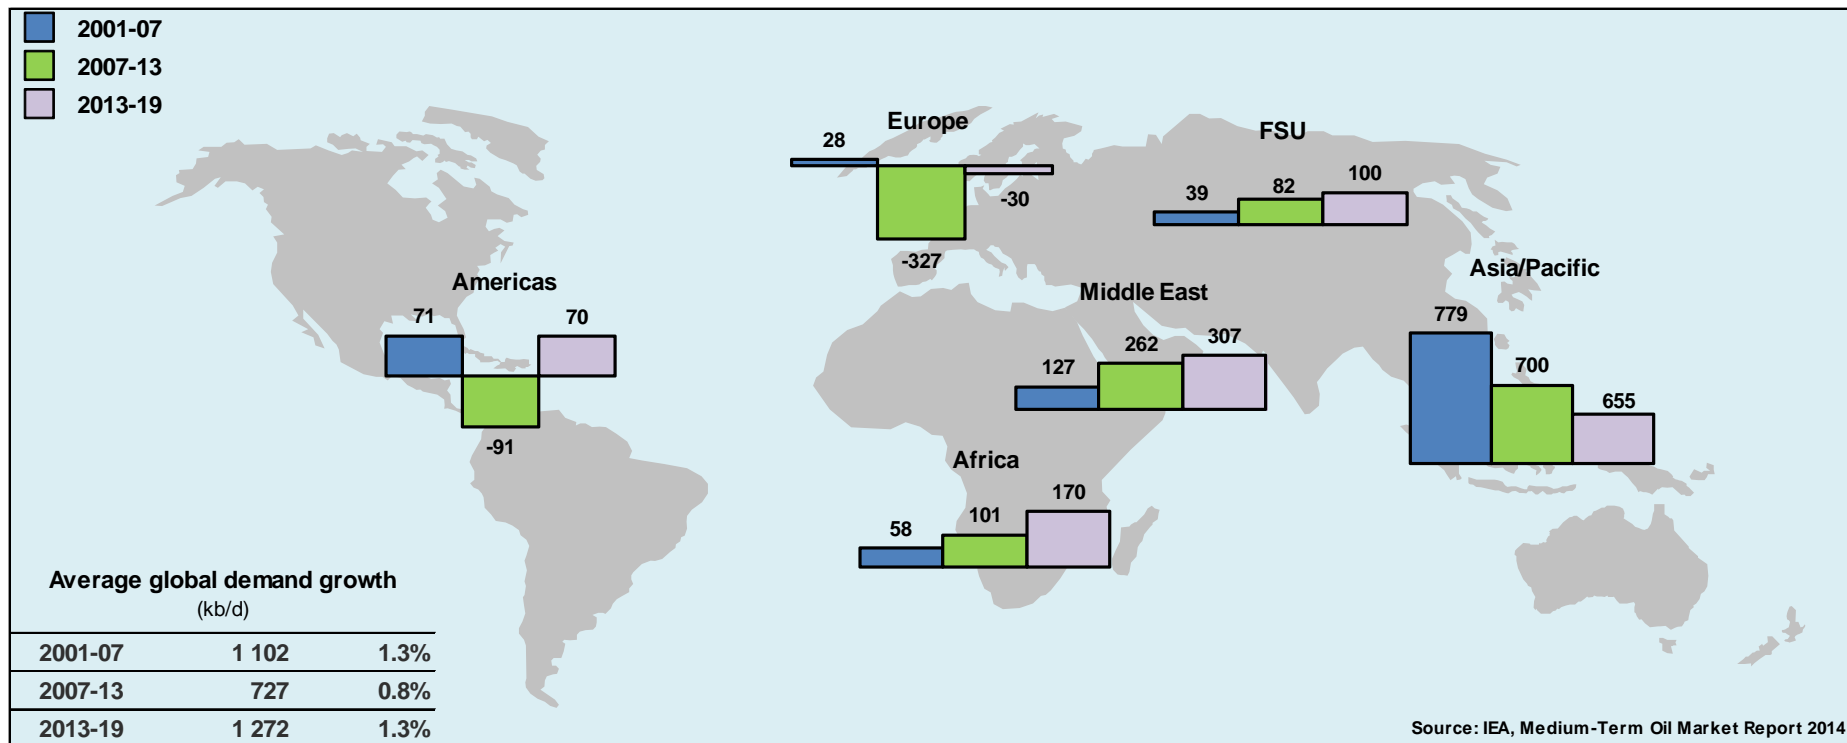 2001-07
2007-13
2013-19
Europe
28
-327
-30
FSU
39
82
100
Americas
71
-91
70
Middle East
127
262
307
Asia/Pacific
779
700
655
Africa
58
101
170
Average global demand growth
(kb/d)
2001-07 1 102 1.3%
2007-13 727 0.8%
2013-19 1 272 1.3%
Source: IEA, Medium-Term Oil Market Report 2014